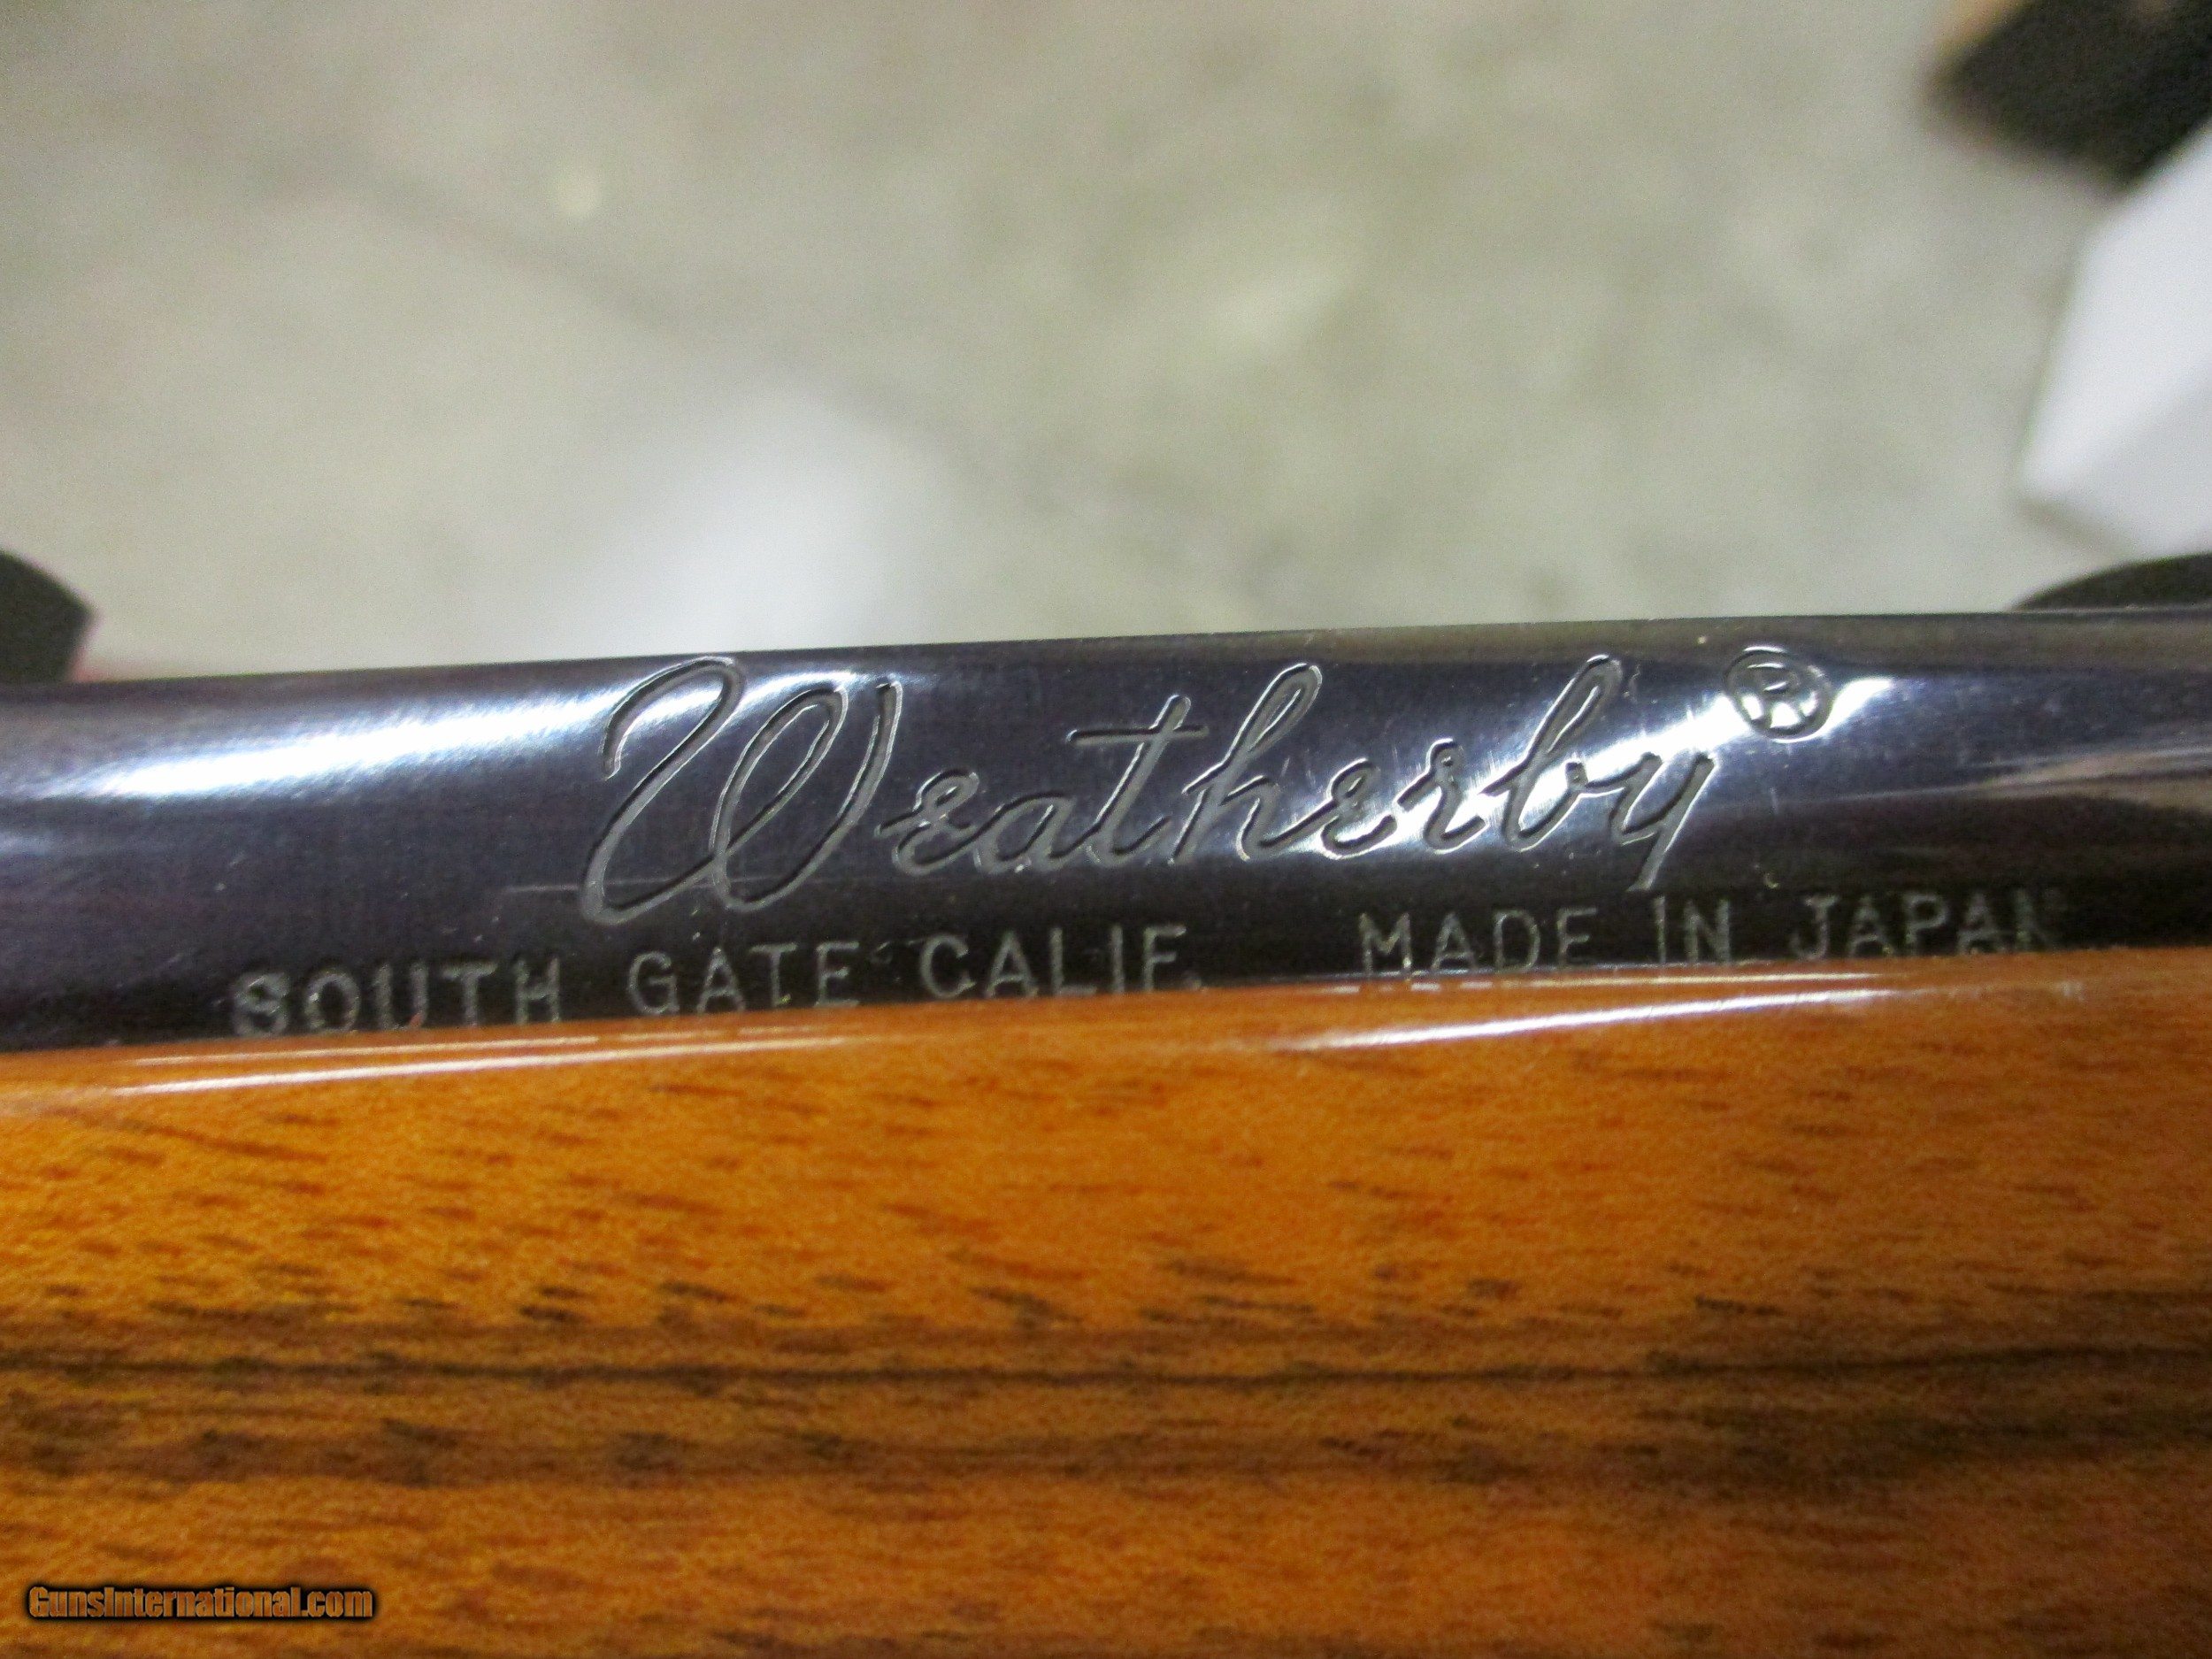 Weatherby®
SOUTH GATE CALIF. MADE IN JAPAN
GunsInternational.com